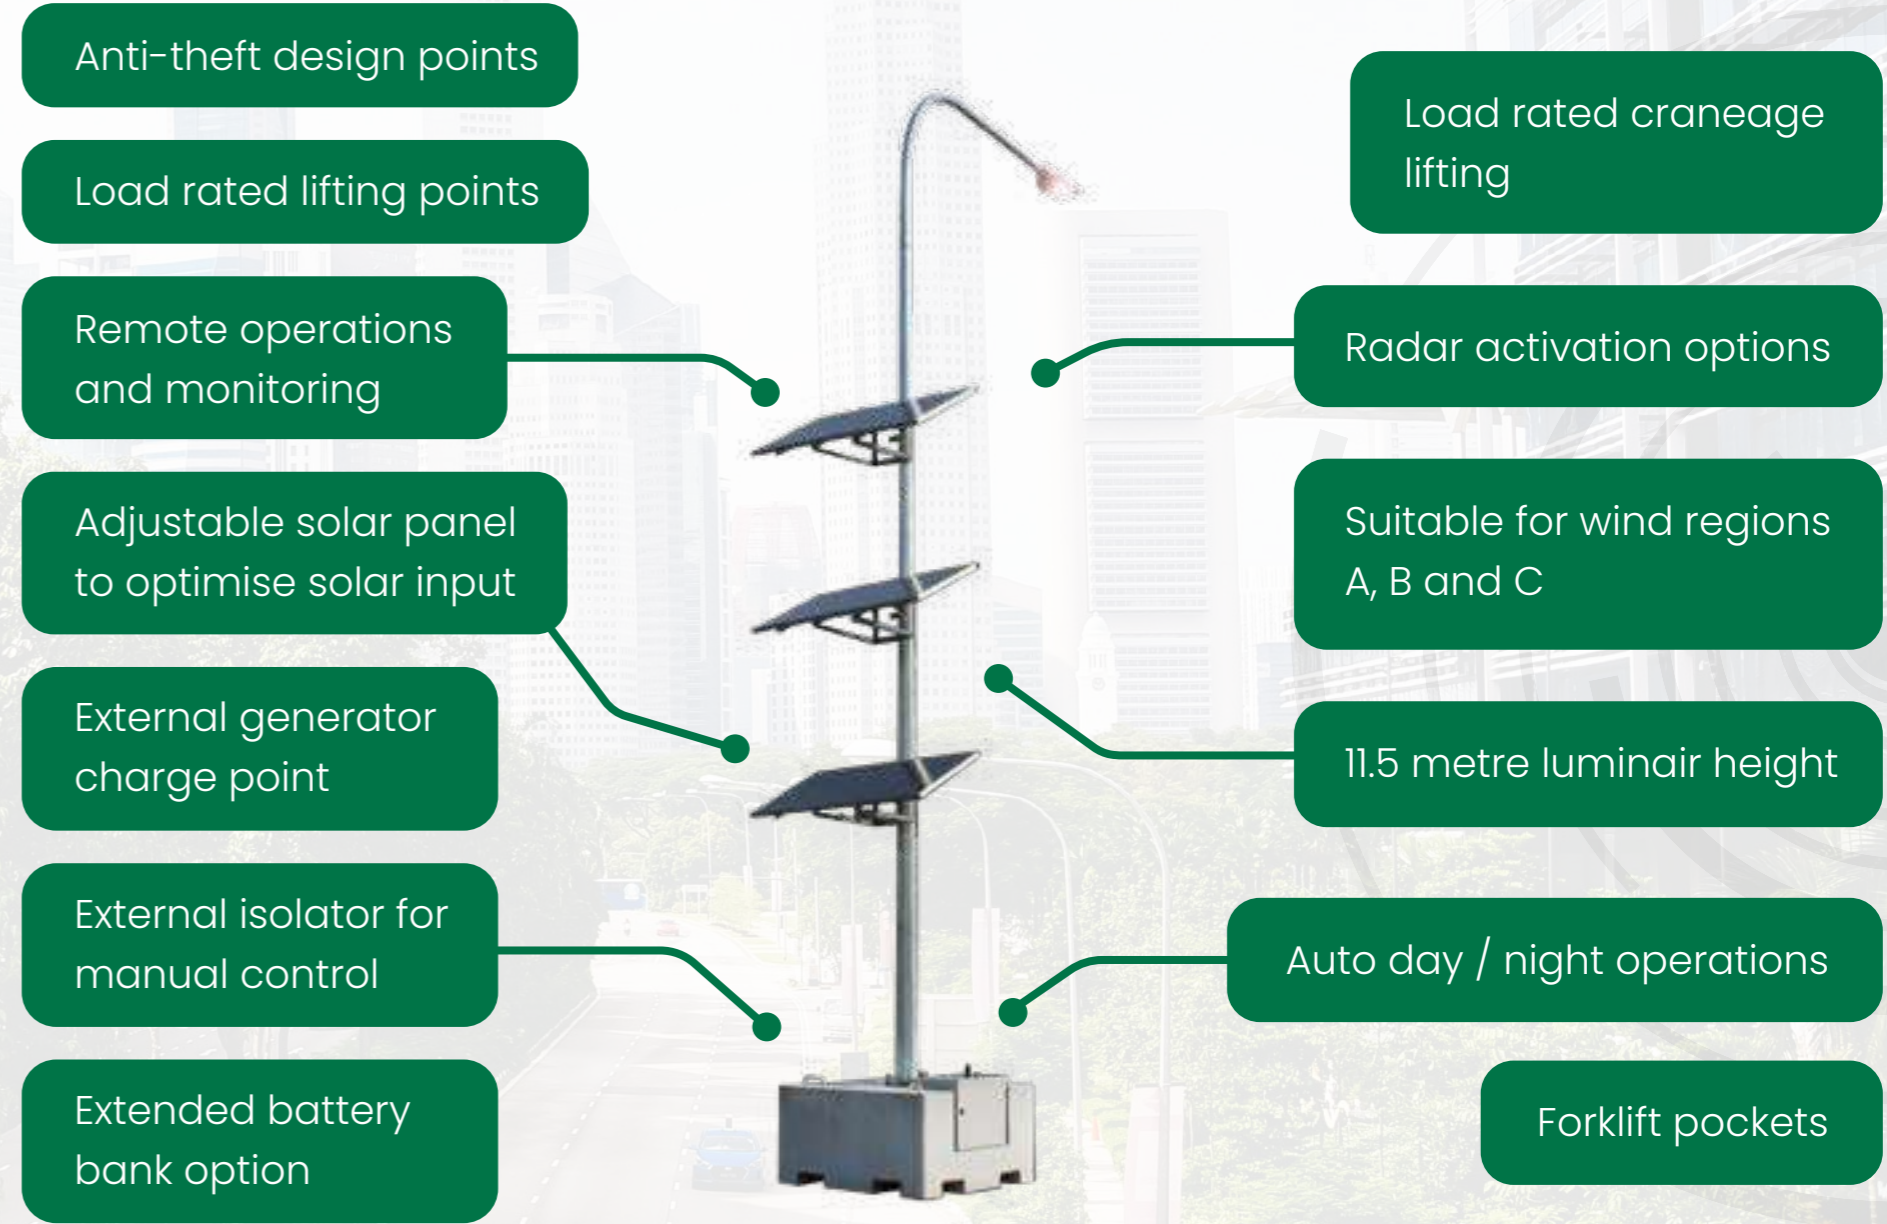 Anti-theft design points
Load rated lifting points
Remote operations
and monitoring
Adjustable solar panel
to optimise solar input
External generator
charge point
External isolator for
manual control
Extended battery
bank option
Load rated craneage
lifting
Radar activation options
Suitable for wind regions
A, B and C
11.5 metre luminair height
Auto day / night operations
Forklift pockets